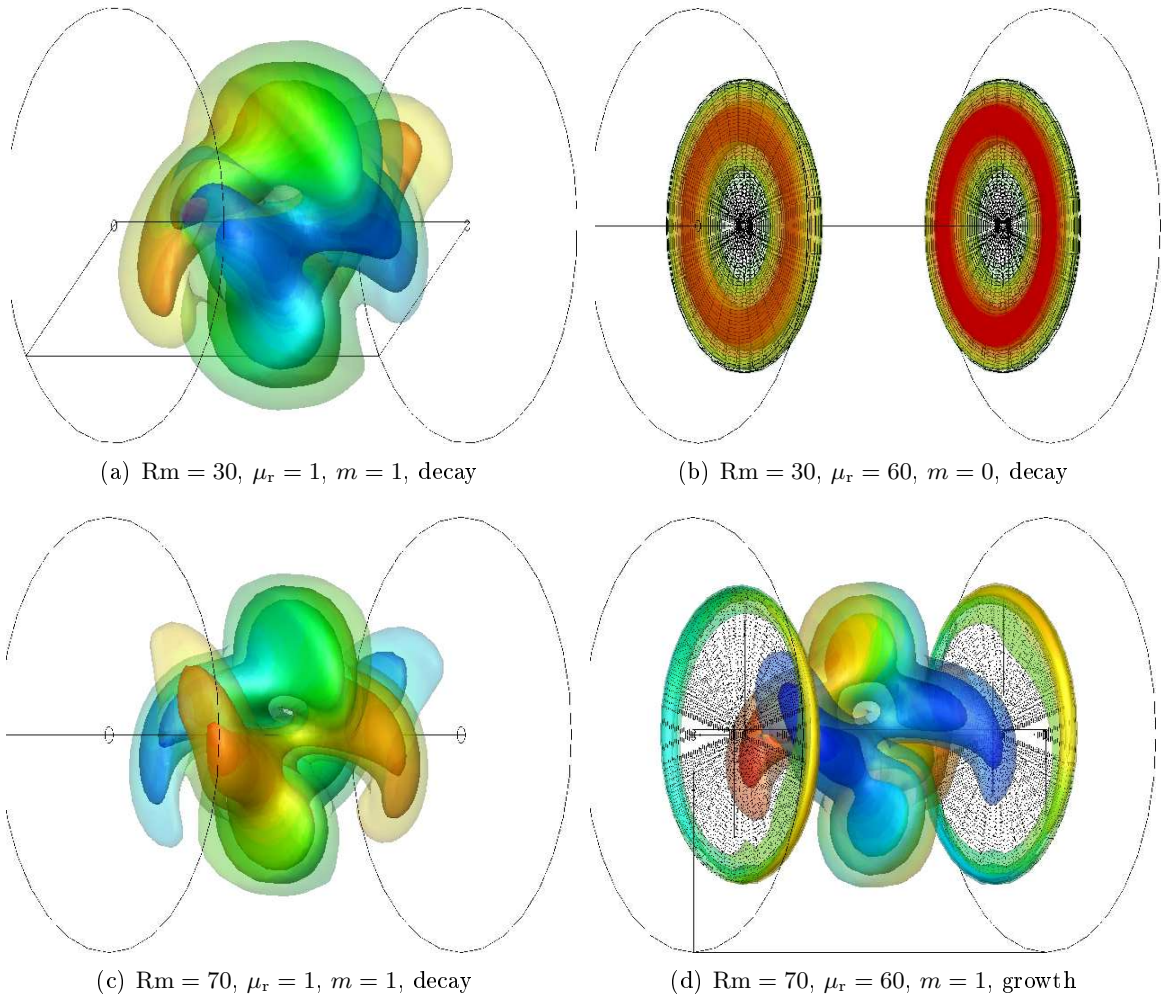 (a) Rm = 30, μr = 1, m = 1, decay
(b) Rm = 30, μr = 60, m = 0, decay
(c) Rm = 70, μr = 1, m = 1, decay
(d) Rm = 70, μr = 60, m = 1, growth